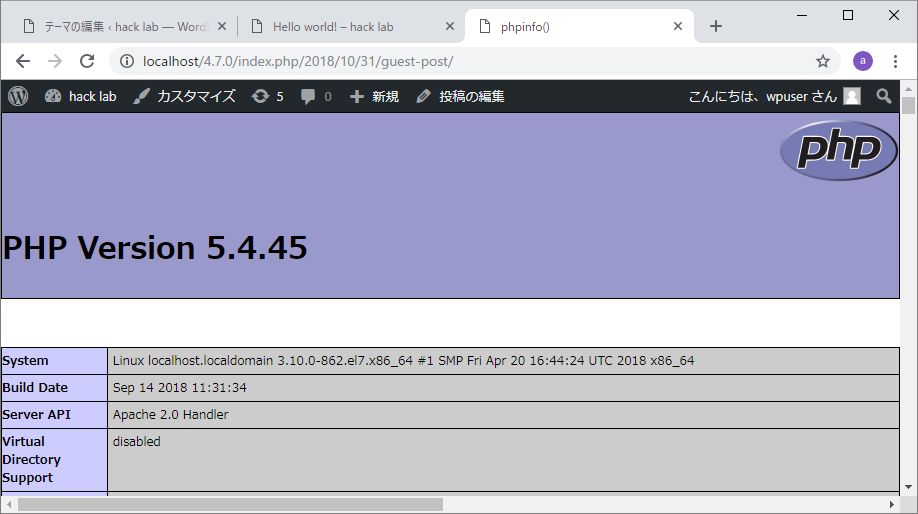 テーマの編集 ‹ hack lab — Word
Hello world! – hack lab
phpinfo()
localhost/4.7.0/index.php/2018/10/31/guest-post/
a
hack lab
カスタマイズ
5
0
新規
投稿の編集
こんにちは、wpuser さん
php
PHP Version 5.4.45
System
Linux localhost.localdomain 3.10.0-862.el7.x86_64 #1 SMP Fri Apr 20 16:44:24 UTC 2018 x86_64
Build Date
Sep 14 2018 11:31:34
Server API
Apache 2.0 Handler
Virtual
Directory
Support
disabled